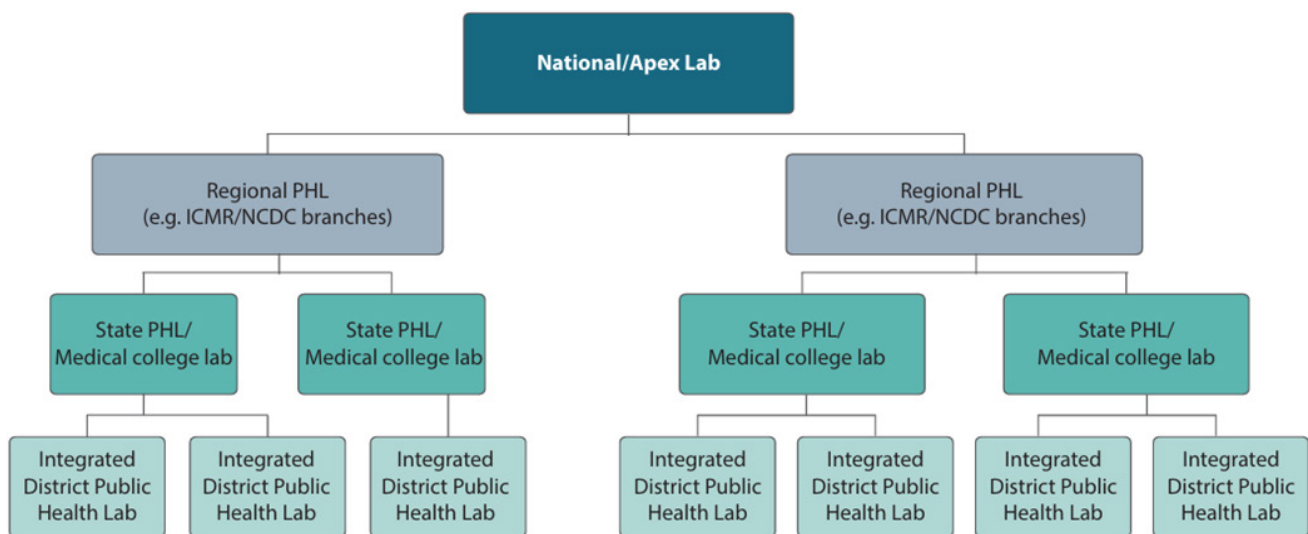 National/Apex Lab
Regional PHL
(e.g. ICMR/NCDC branches)
Regional PHL
(e.g. ICMR/NCDC branches)
State PHL/
Medical college lab
State PHL/
Medical college lab
State PHL/
Medical college lab
State PHL/
Medical college lab
Integrated
District Public
Health Lab
Integrated
District Public
Health Lab
Integrated
District Public
Health Lab
Integrated
District Public
Health Lab
Integrated
District Public
Health Lab
Integrated
District Public
Health Lab
Integrated
District Public
Health Lab